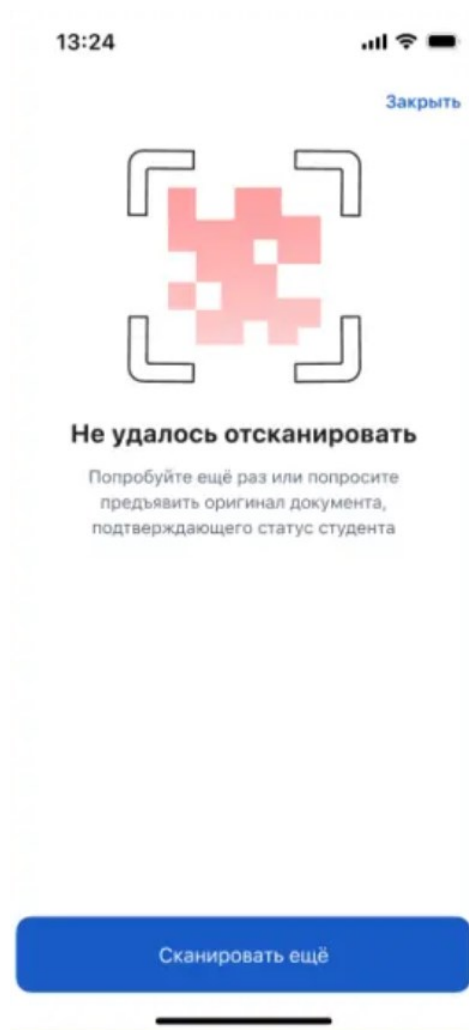 13:24
Закрыть
Не удалось отсканировать
Попробуйте ещё раз или попросите
предъявить оригинал документа,
подтверждающего статус студента
Сканировать ещё